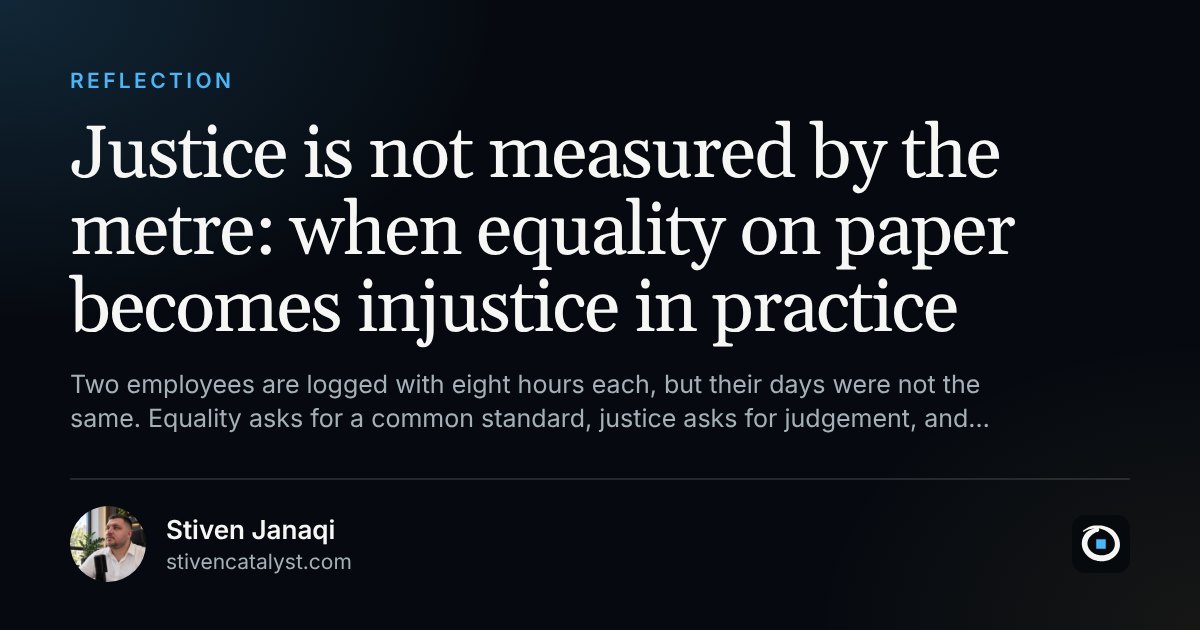 REFLECTION
Justice is not measured by the
metre: when equality on paper
becomes injustice in practice
Two employees are logged with eight hours each, but their days were not the
same. Equality asks for a common standard, justice asks for judgement, and...
Stiven Janaqi
stivencatalyst.com